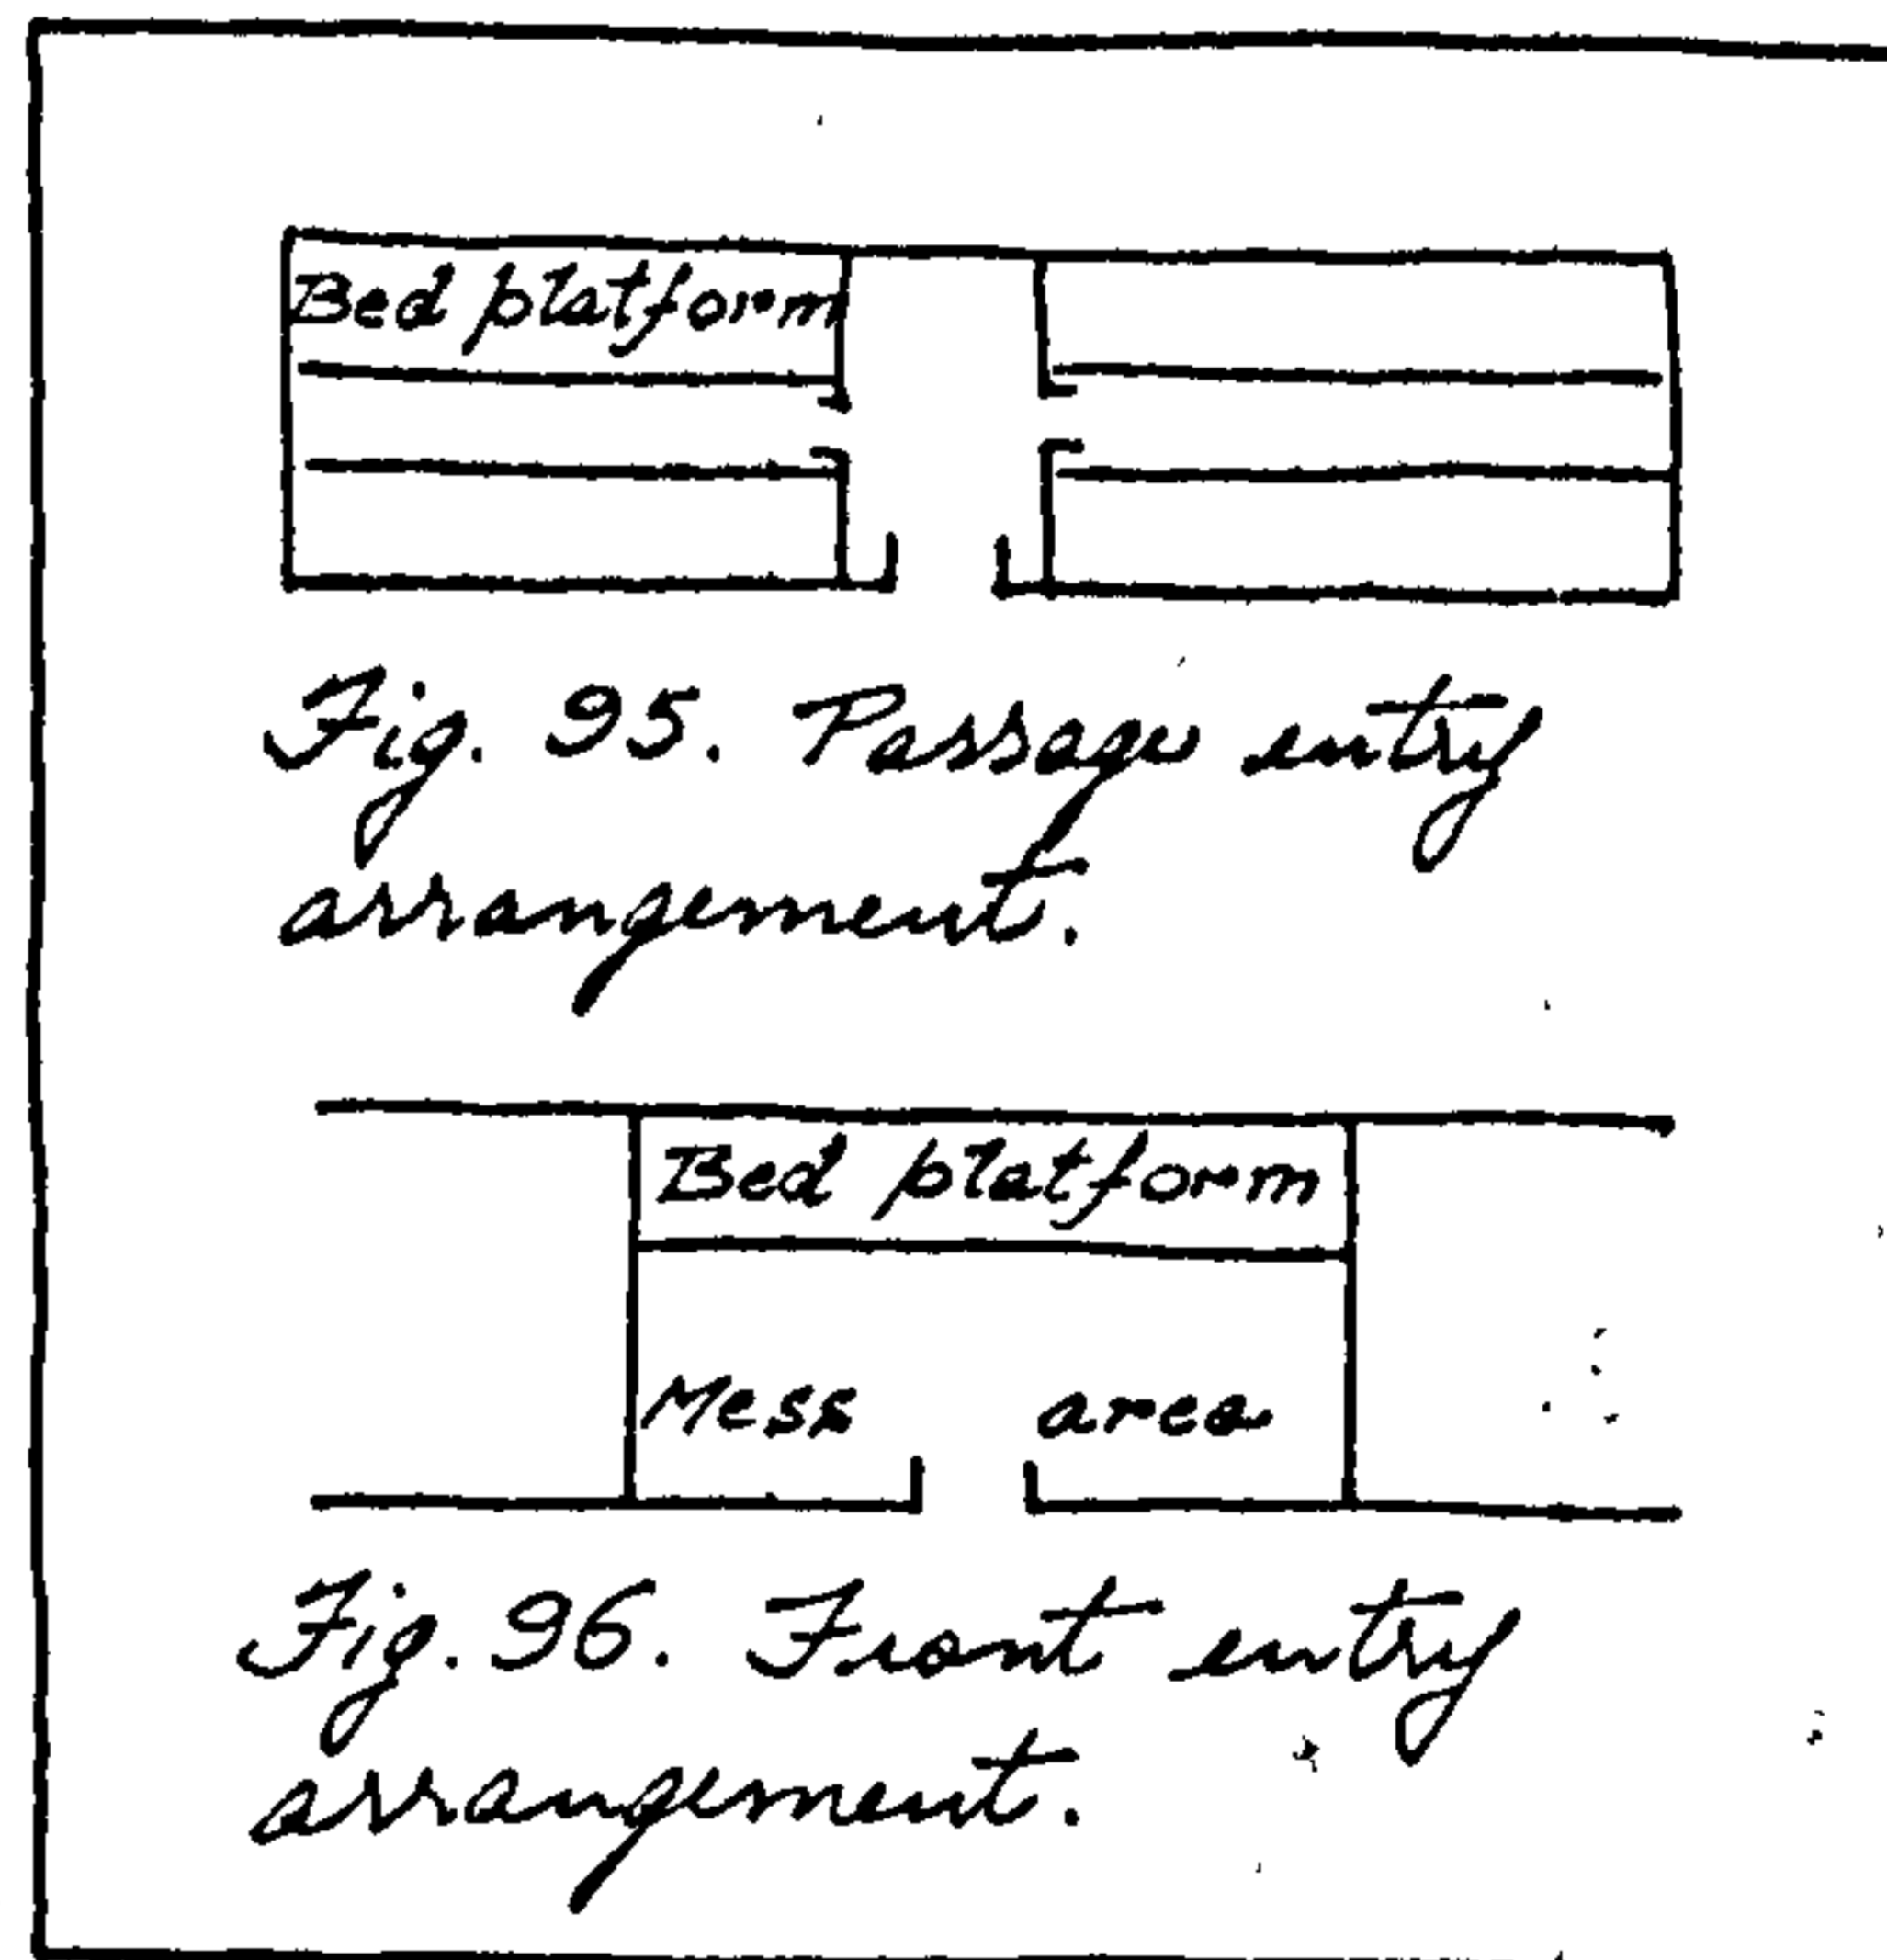 Bed platform
Fig. 95. Passage entry
arrangement.
Bed platform
Mess area
Fig. 96. Front entry
arrangement.